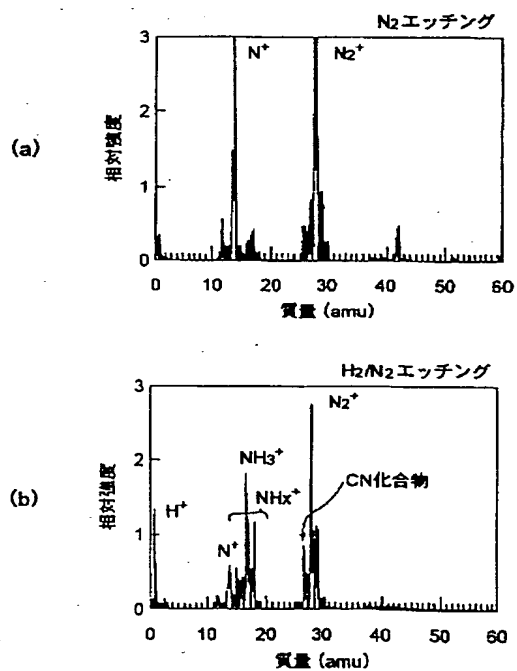 N2エッチング
(a)
相対強度
3
2
1
0
N+
N2+
0 10 20 30 40 50 60
質量 (amu)
H2/N2エッチング
(b)
相対強度
3
2
1
0
H+
N+
NH3+
NHx+
N2+
CN化合物
0 10 20 30 40 50 60
質量 (amu)